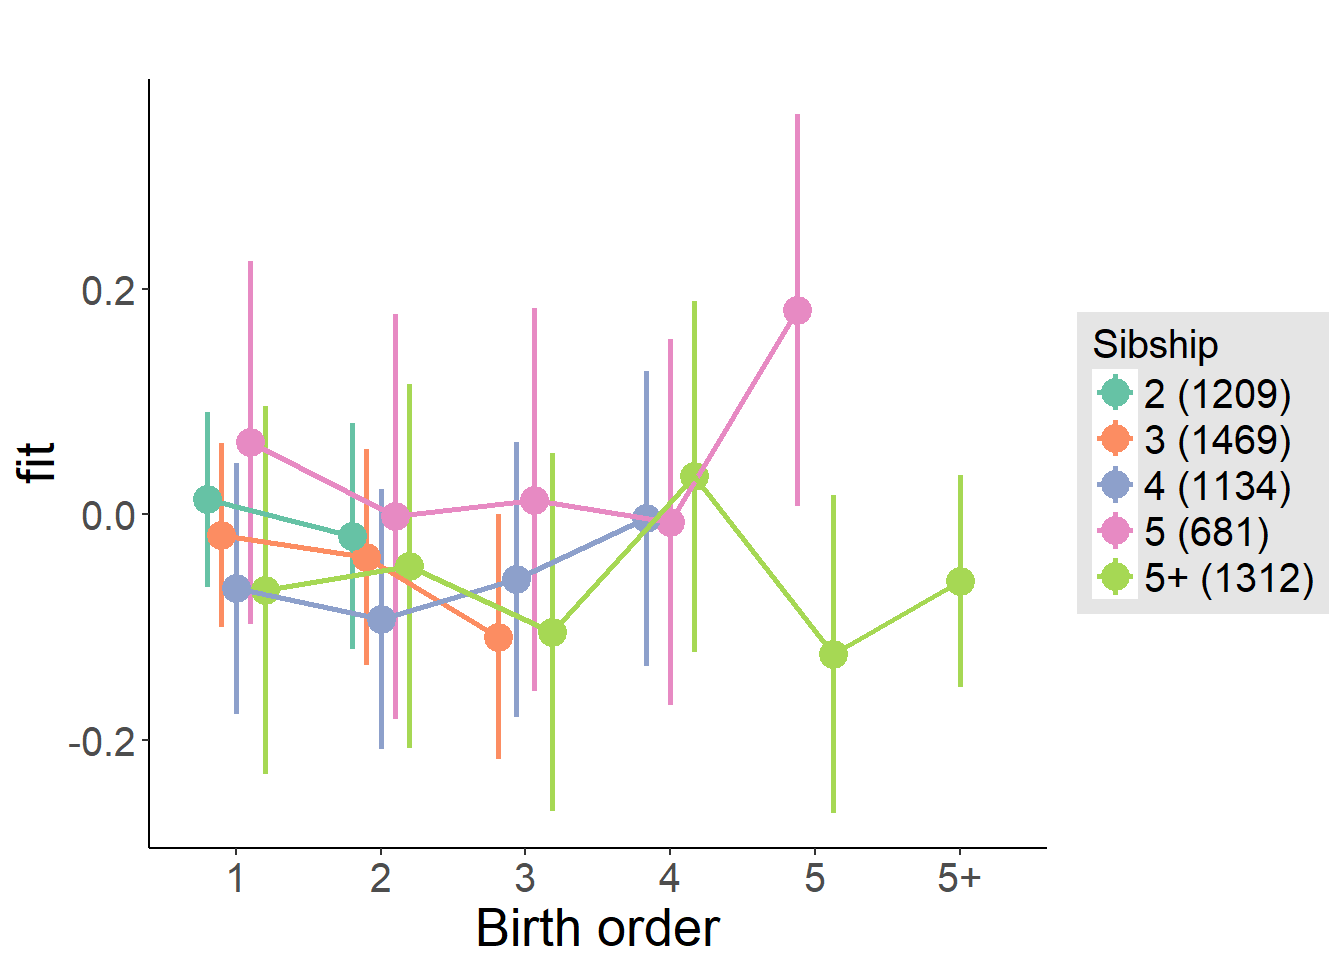 fit
0.2
0.0
-0.2
1 2 3 4 5 5+
Birth order
Sibship
2 (1209)
3 (1469)
4 (1134)
5 (681)
5+ (1312)